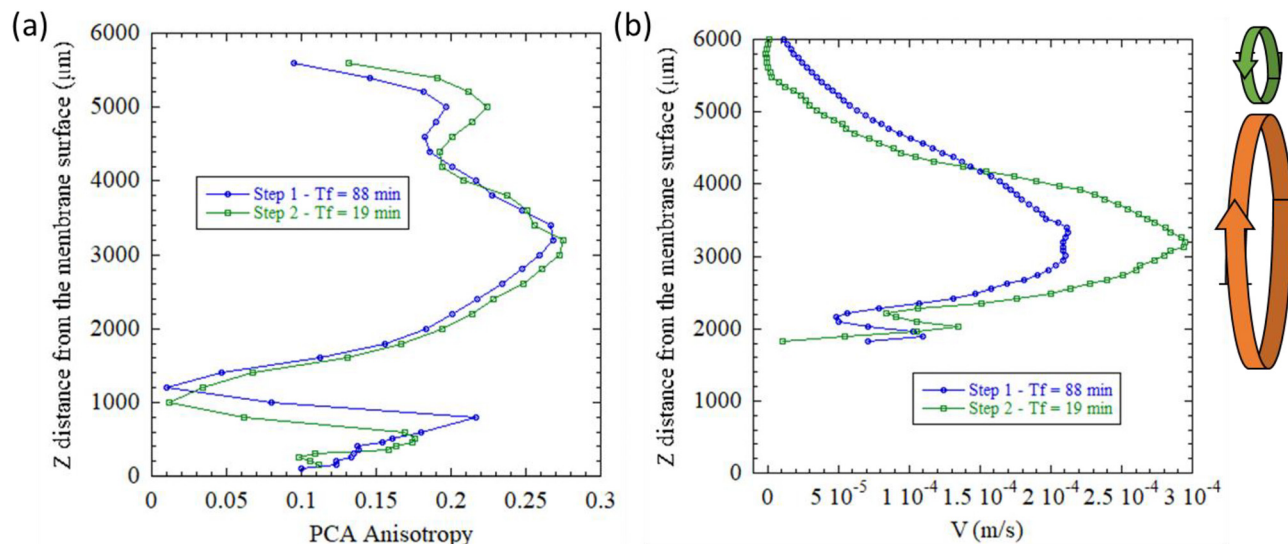 (a)
6000
5000
4000
3000
2000
1000
0
Z distance from the membrane surface (μm)
Step 1 - Tf = 88 min
Step 2 - Tf = 19 min
0 0.05 0.1 0.15 0.2 0.25 0.3
PCA Anisotropy
(b)
6000
5000
4000
3000
2000
1000
0
Z distance from the membrane surface (μm)
Step 1 - Tf = 88 min
Step 2 - Tf = 19 min
0 5 10⁻⁵ 1 10⁻⁴ 1.5 10⁻⁴ 2 10⁻⁴ 2.5 10⁻⁴ 3 10⁻⁴
V (m/s)